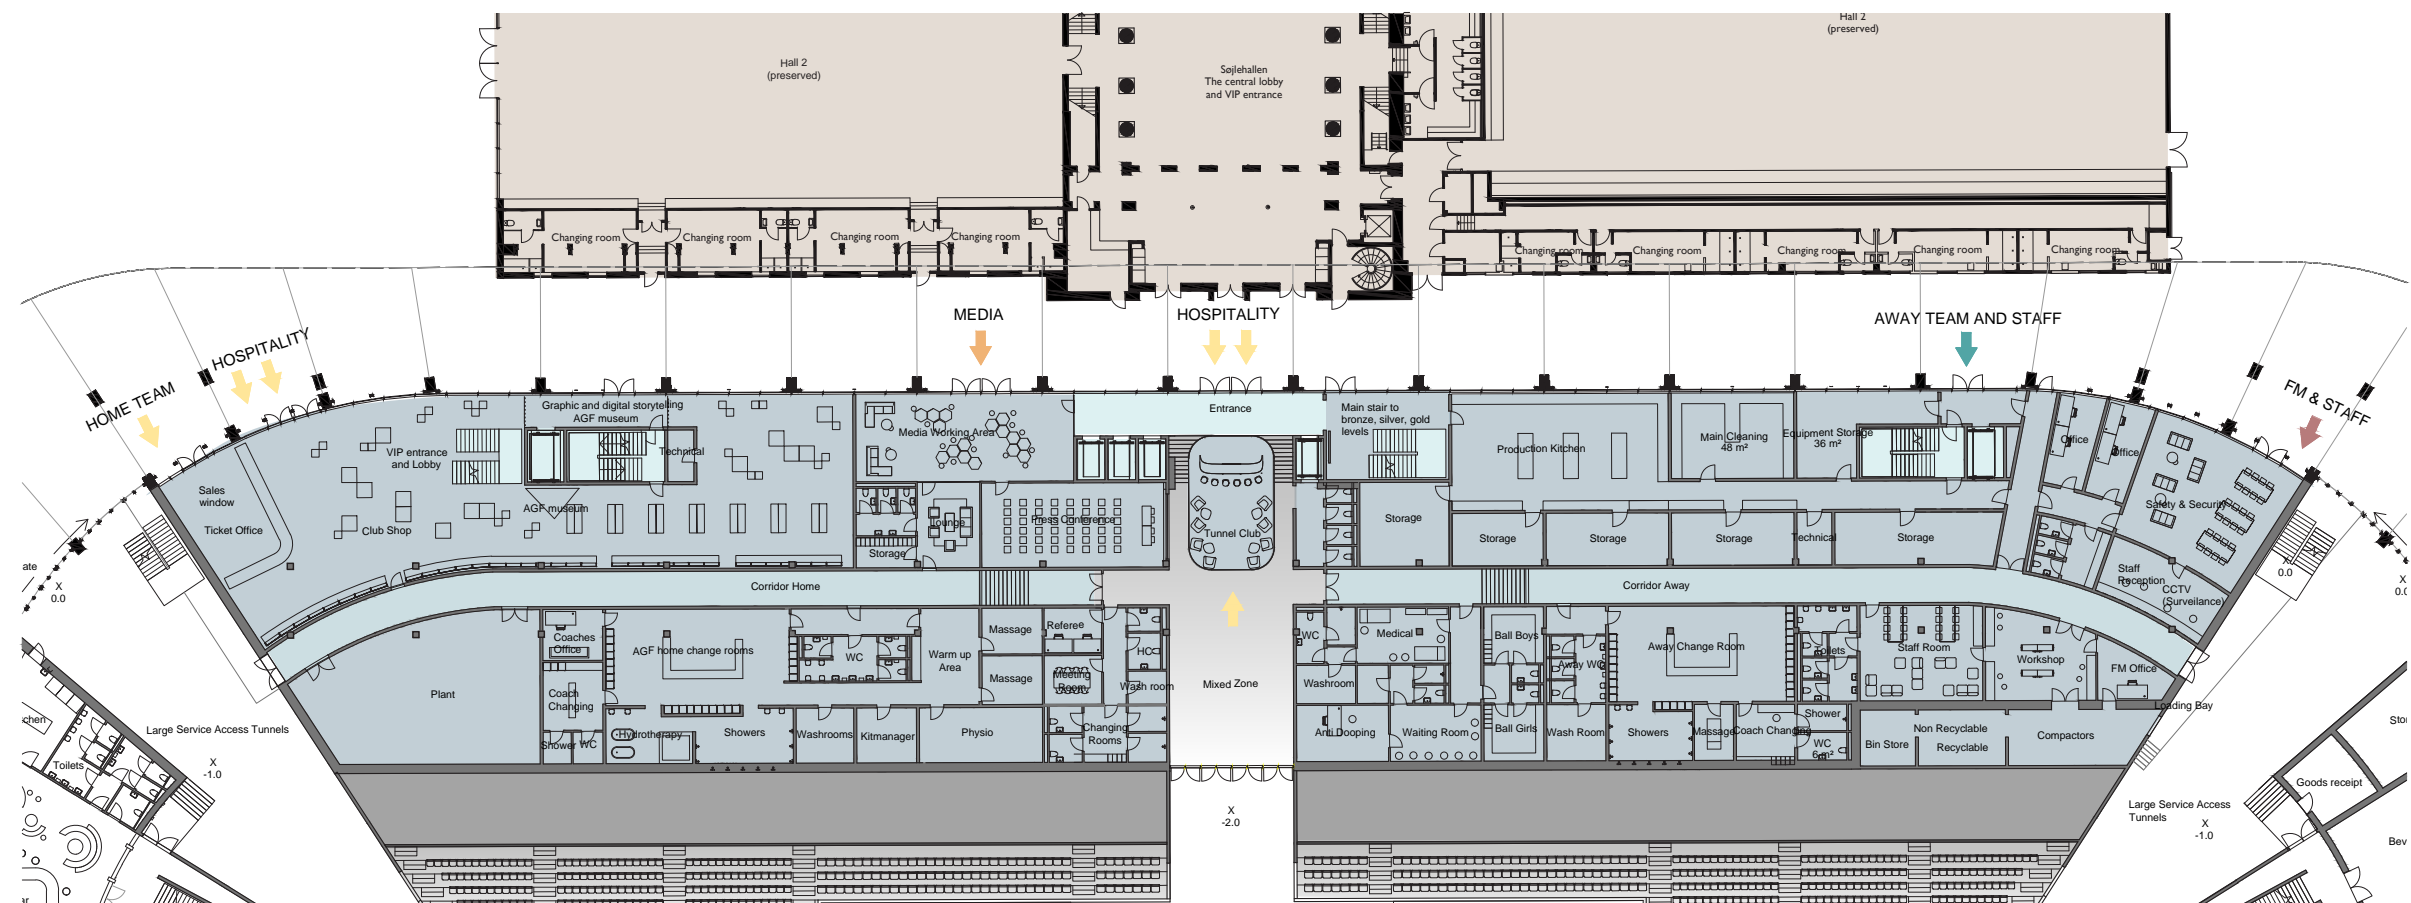 Hall 2
(preserved)
Søjlehallen
The central lobby
and VIP entrance
Hall 2
(preserved)
Changing room
Changing room
Changing room
Changing room
Changing room
Changing room
Changing room
Changing room
Changing room
HOME TEAM
HOSPITALITY
MEDIA
HOSPITALITY
AWAY TEAM AND STAFF
FM & STAFF
Graphic and digital storytelling
AGF museum
VIP entrance
and Lobby
Technical
Media Working Area
Entrance
Main stair to
bronze, silver, gold
levels
Production Kitchen
Main Cleaning
48 m²
Equipment Storage
36 m²
Office
Office
Safety & Security
Sales
window
Ticket Office
Club Shop
AGF museum
Storage
Lounge
Press Conference
Tunnel Club
Storage
Storage
Storage
Storage
Technical
Storage
Staff
Reception
CCTV
(Surveilance)
ate
X
0.0
X
0.0
X
0.0
Corridor Home
Corridor Away
Plant
Coaches
Office
AGF home change rooms
WC
Warm up
Area
Massage
Massage
Referee
Meeting
Room
HC
Wash room
Coach
Changing
Shower
WC
Hydrotherapy
Showers
Washrooms
Kitmanager
Physio
Changing
Rooms
Mixed Zone
WC
Medical
Washroom
Anti Dooping
Waiting Room
Ball Boys
Ball Girls
Away WC
Wash Room
Away Change Room
Showers
Massage
Coach Changing
Toilets
Shower
WC
6 m²
Staff Room
Workshop
FM Office
Loading Bay
Bin Store
Non Recyclable
Recyclable
Compactors
chen
Toilets
Large Service Access Tunnels
X
-1.0
X
-2.0
Large Service Access
Tunnels
X
-1.0
Goods receipt
Sto
Bev
ar